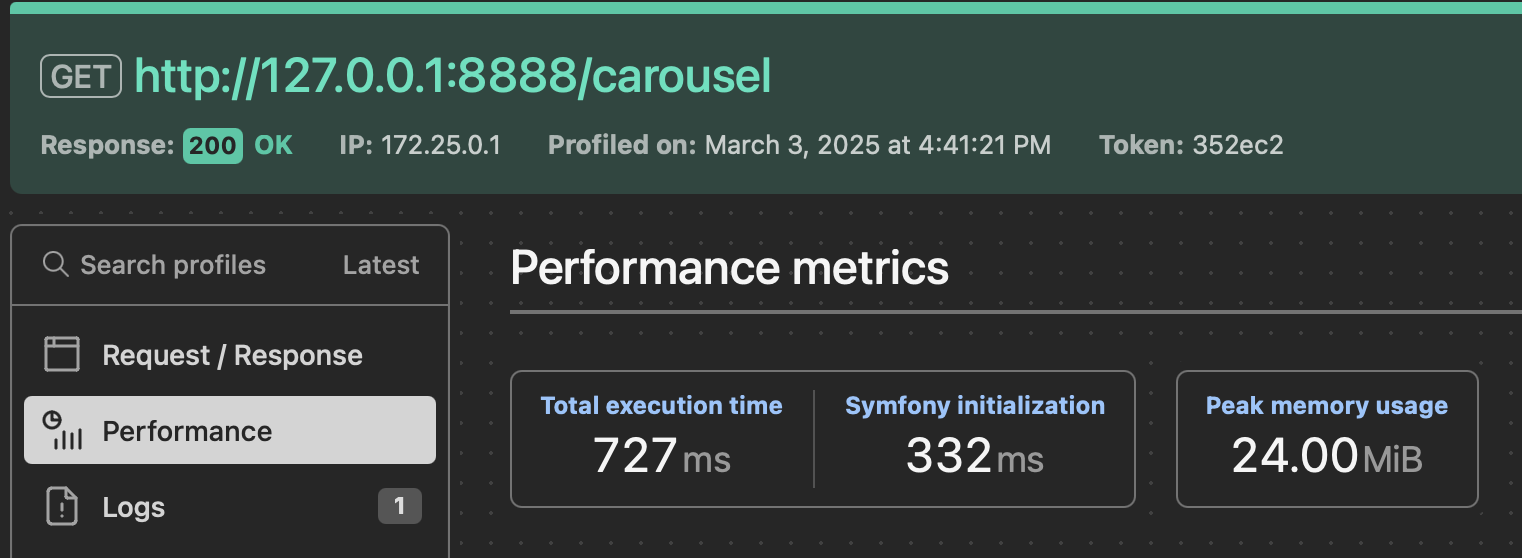 GET http://127.0.0.1:8888/carousel
Response: 200 OK IP: 172.25.0.1 Profiled on: March 3, 2025 at 4:41:21 PM Token: 352ec2
Search profiles Latest
Request / Response
Performance
Logs 1
Performance metrics
Total execution time Symfony initialization Peak memory usage
727 ms 332 ms 24.00 MiB